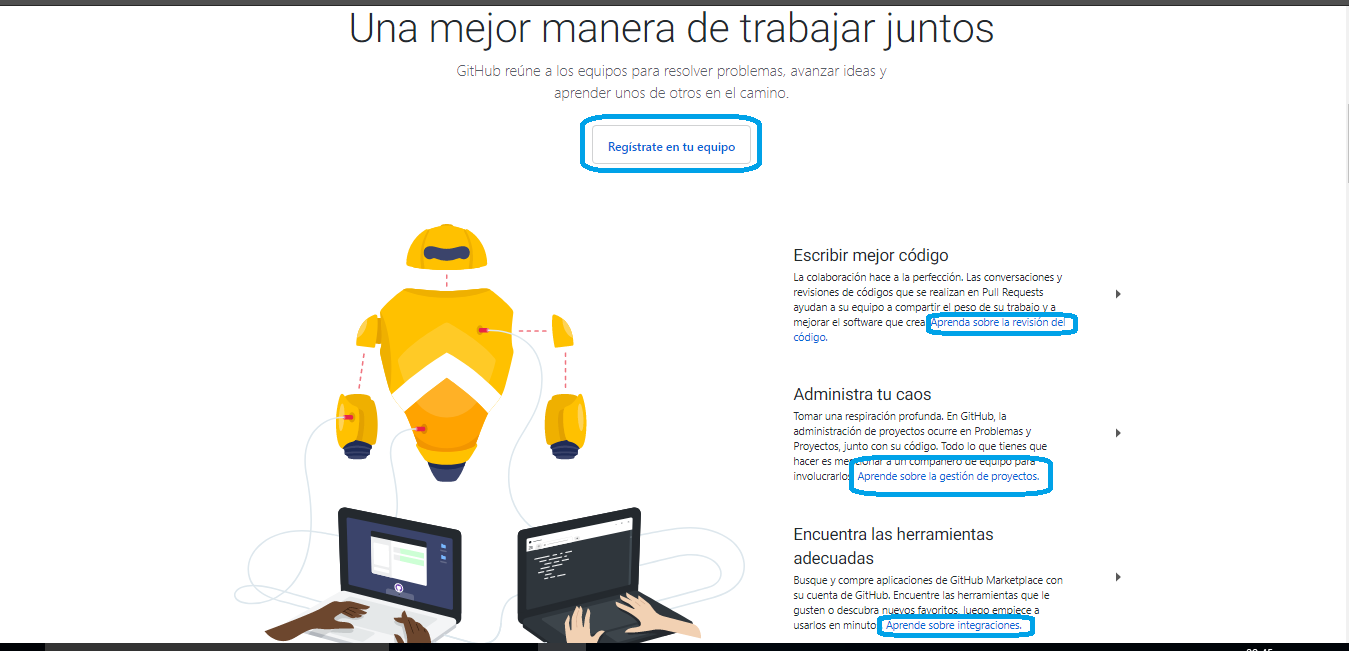 Una mejor manera de trabajar juntos
GitHub reúne a los equipos para resolver problemas, avanzar ideas y
aprender unos de otros en el camino.
Regístrate en tu equipo
Escribir mejor código
La colaboración hace a la perfección. Las conversaciones y
revisiones de códigos que se realizan en Pull Requests
ayudan a su equipo a compartir el peso de su trabajo y a
mejorar el software que crea Aprenda sobre la revisión del
código.
Administra tu caos
Tomar una respiración profunda. En GitHub, la
administración de proyectos ocurre en Problemas y
Proyectos, junto con su código. Todo lo que tienes que
hacer es mencionar a un compañero de equipo para
involucrarlo Aprende sobre la gestión de proyectos.
Encuentra las herramientas
adecuadas
Busque y compre aplicaciones de GitHub Marketplace con
su cuenta de GitHub. Encuentre las herramientas que le
gusten o descubra nuevos favoritos, luego empiece a
usarlos en minuto Aprende sobre integraciones.